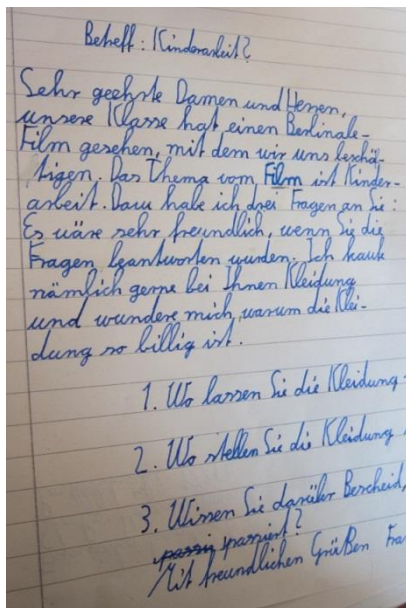 Betreff: Kinderarbeit?
Sehr geehrte Damen und Herren,
unsere Klasse hat einen Berlinale-
Film gesehen, mit dem wir uns beschä-
tigen. Das Thema vom Film ist Kinder-
arbeit. Dazu habe ich drei Fragen an Sie:
Es wäre sehr freundlich, wenn Sie die
Fragen beantworten wurden. Ich kauf
nämlich gerne bei Ihnen Kleidung
und wundere mich, warum die Klei-
dung so billig ist.
1. Wo lassen Sie die Kleidung
2. Wo stellen Sie die Kleidung
3. Wissen Sie darüber Bescheid,
passiert?
Mit freundlichen Grüßen Fra